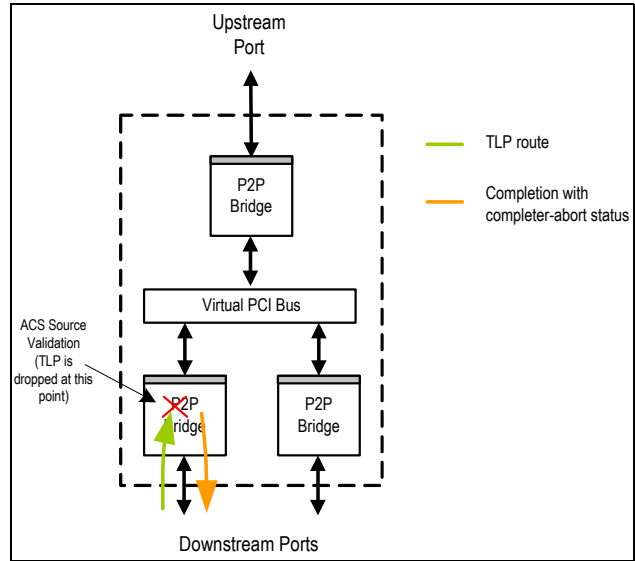 Upstream
Port
TLP route
P2P
Bridge
Completion with
completer-abort status
Virtual PCI Bus
ACS Source
Validation
(TLP is
dropped at this
point)
P2P
Bridge
P2P
Bridge
Downstream Ports